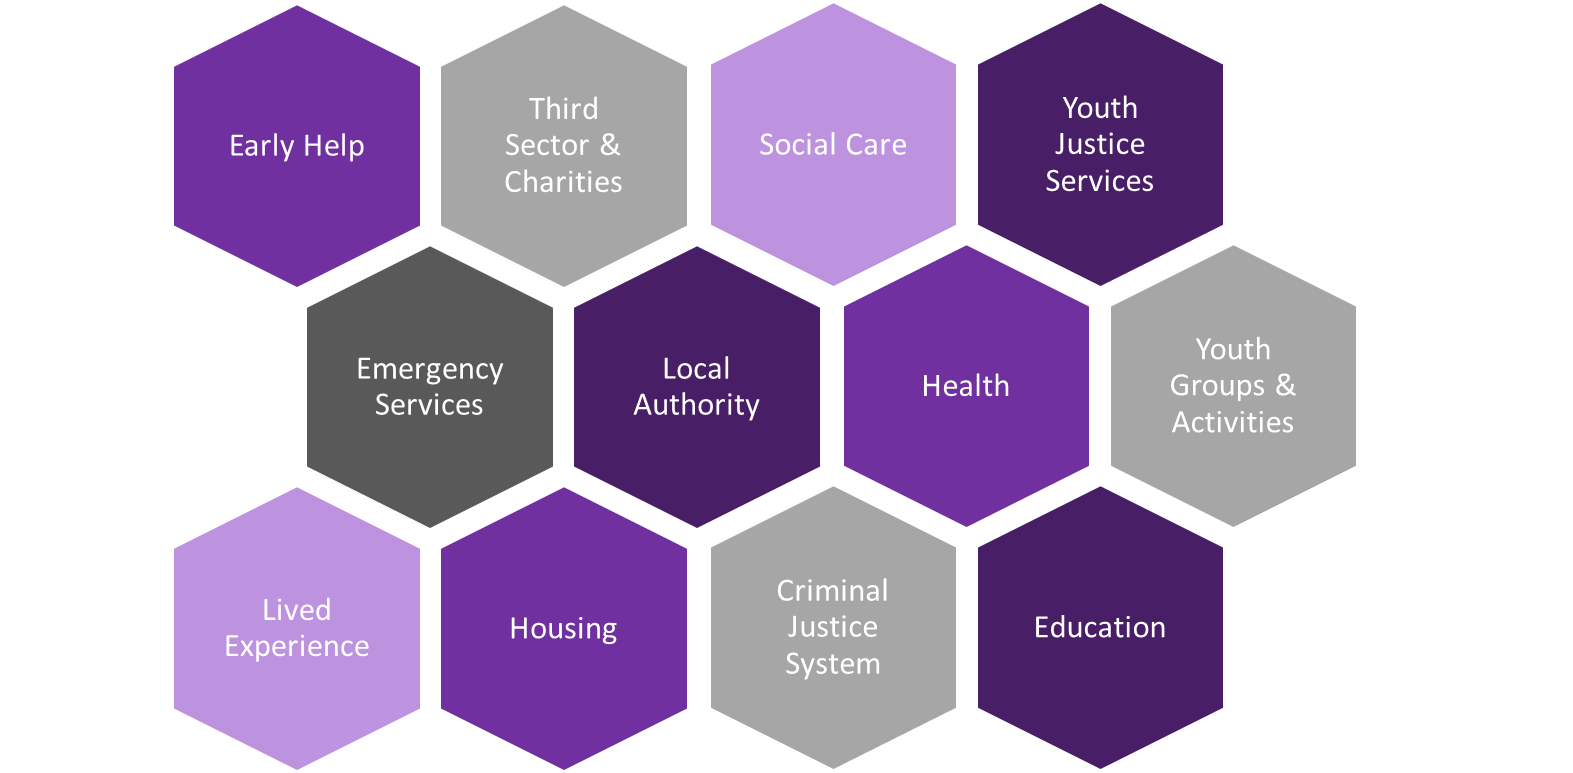 Early Help
Third
Sector &
Charities
Social Care
Youth
Justice
Services
Emergency
Services
Local
Authority
Health
Youth
Groups &
Activities
Lived
Experience
Housing
Criminal
Justice
System
Education